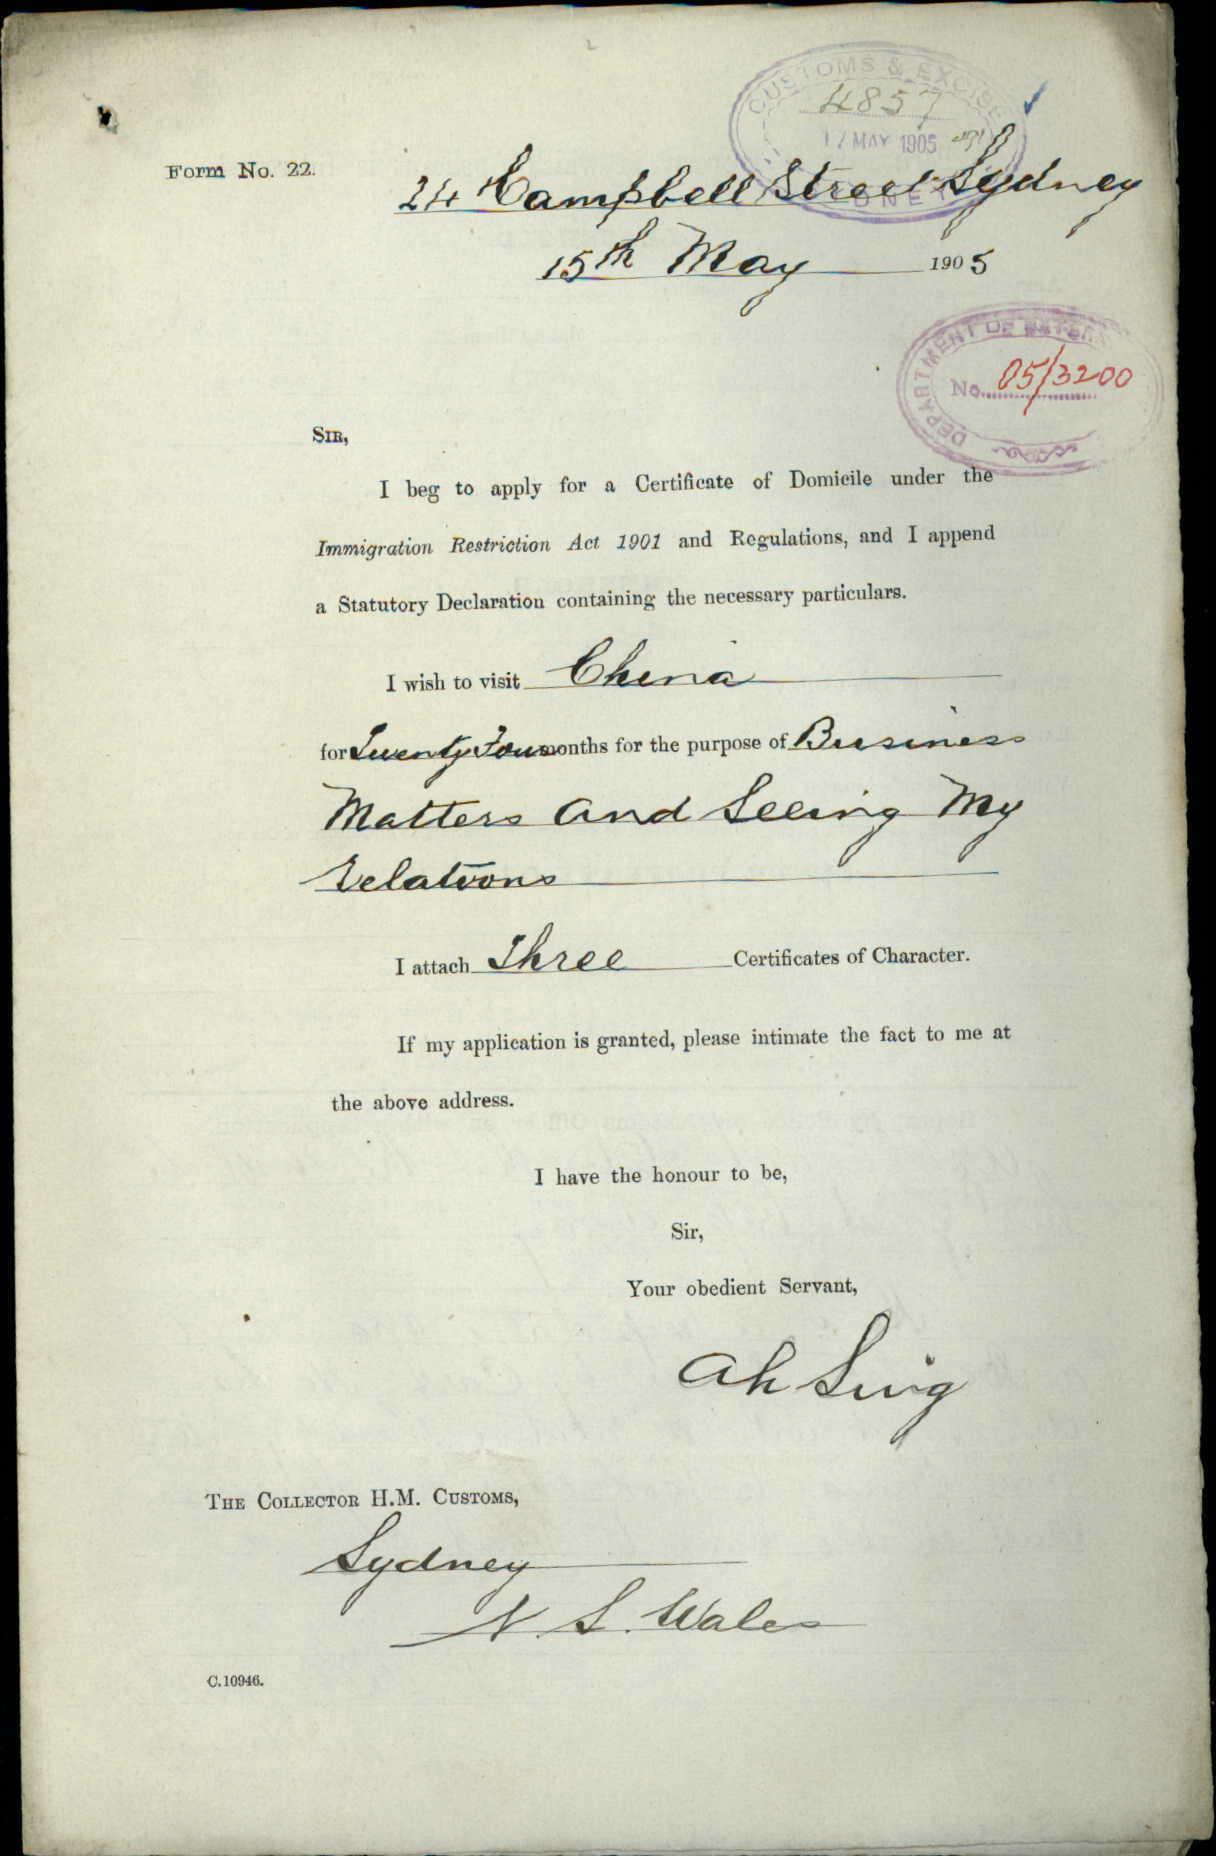 CUSTOMS & EXCISE
4857
17 MAY 1905
Form No. 22.
24 Campbell Street Sydney
15th May 1905
DEPARTMENT OF
No. 05/3200
SIR,
I beg to apply for a Certificate of Domicile under the
Immigration Restriction Act 1901 and Regulations, and I append
a Statutory Declaration containing the necessary particulars.
I wish to visit China
for Twenty Four months for the purpose of Business
Matters and Seeing My
relations
I attach Three Certificates of Character.
If my application is granted, please intimate the fact to me at
the above address.
I have the honour to be,
Sir,
Your obedient Servant,
Ah Sing
THE COLLECTOR H.M. CUSTOMS,
Sydney
N. S. Wales
C.10946.